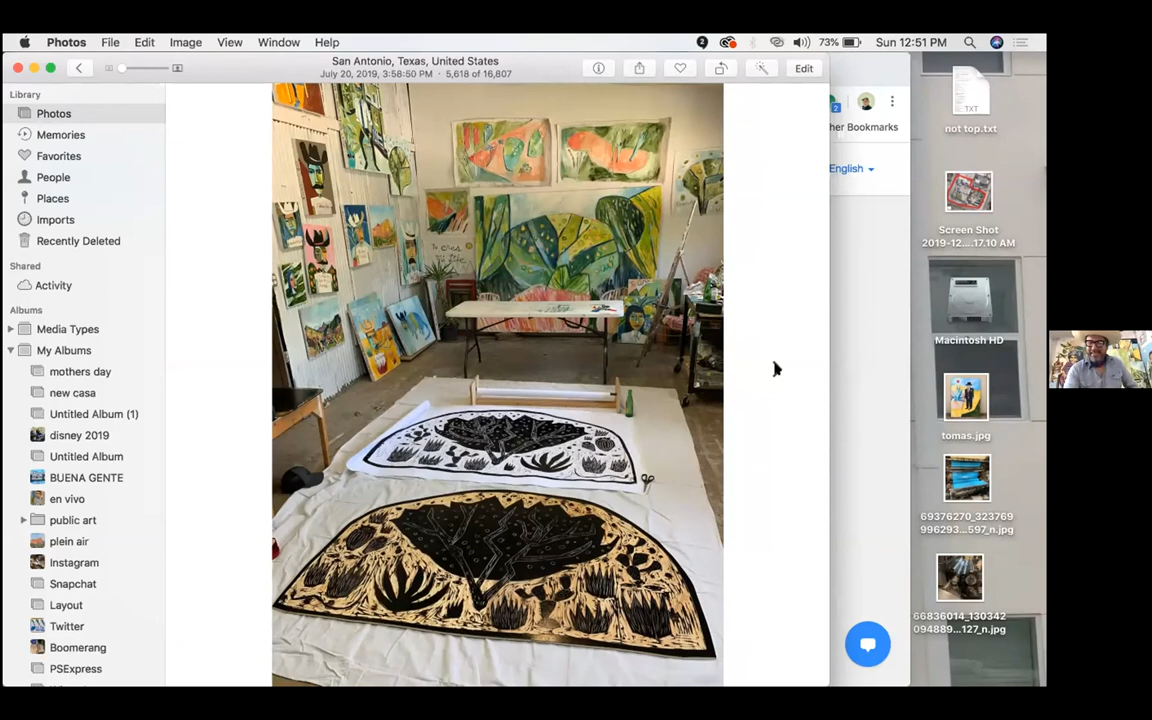 Photos File Edit Image View Window Help 73% Sun 12:51 PM
San Antonio, Texas, United States
July 20, 2019, 3:58:50 PM • 5,618 of 16,807
Edit
Library
Photos
Memories
Favorites
People
Places
Imports
Recently Deleted
Shared
Activity
Albums
Media Types
My Albums
mothers day
new casa
Untitled Album (1)
disney 2019
Untitled Album
BUENA GENTE
en vivo
public art
plein air
Instagram
Snapchat
Layout
Twitter
Boomerang
PSExpress
2
her Bookmarks
English
TXT
not top.txt
Screen Shot
2019-12....17.10 AM
Macintosh HD
tomas.jpg
69376270_323769
996293...597_n.jpg
66836014_130342
094889...127_n.jpg